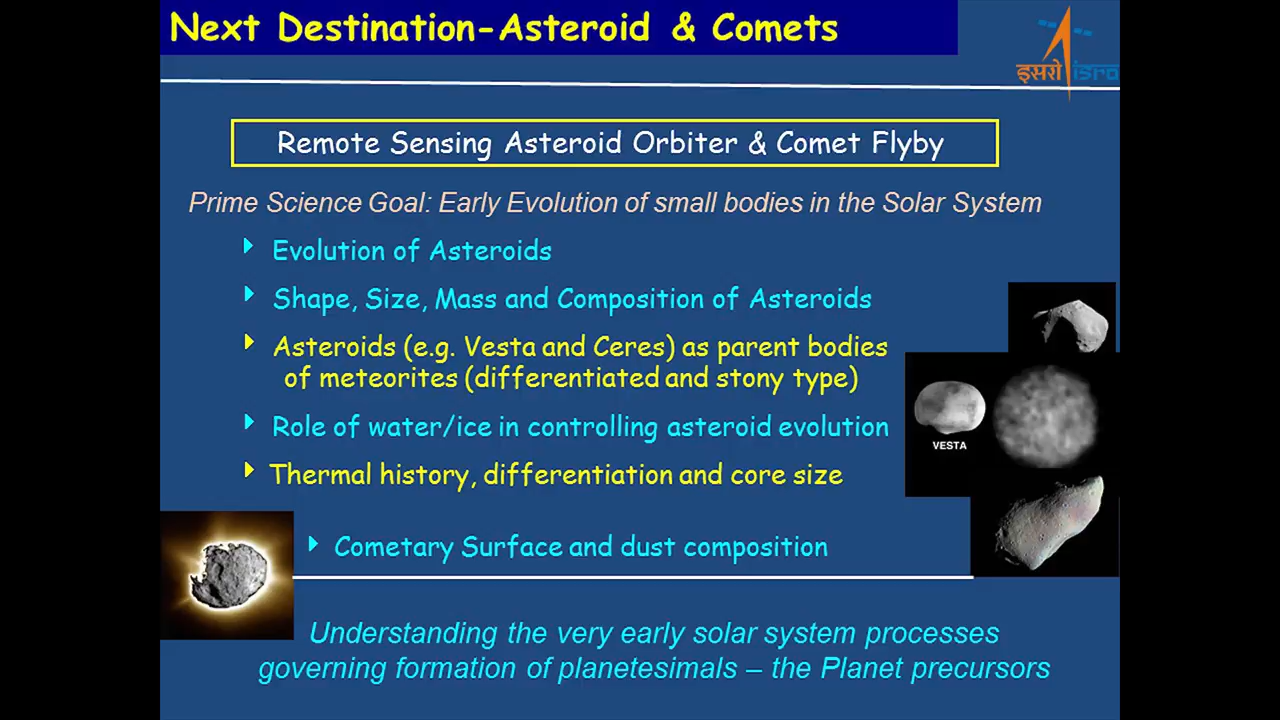 Next Destination-Asteroid & Comets
इसरो isro
Remote Sensing Asteroid Orbiter & Comet Flyby
Prime Science Goal: Early Evolution of small bodies in the Solar System
Evolution of Asteroids
Shape, Size, Mass and Composition of Asteroids
Asteroids (e.g. Vesta and Ceres) as parent bodies
of meteorites (differentiated and stony type)
Role of water/ice in controlling asteroid evolution
VESTA
Thermal history, differentiation and core size
Cometary Surface and dust composition
Understanding the very early solar system processes
governing formation of planetesimals – the Planet precursors